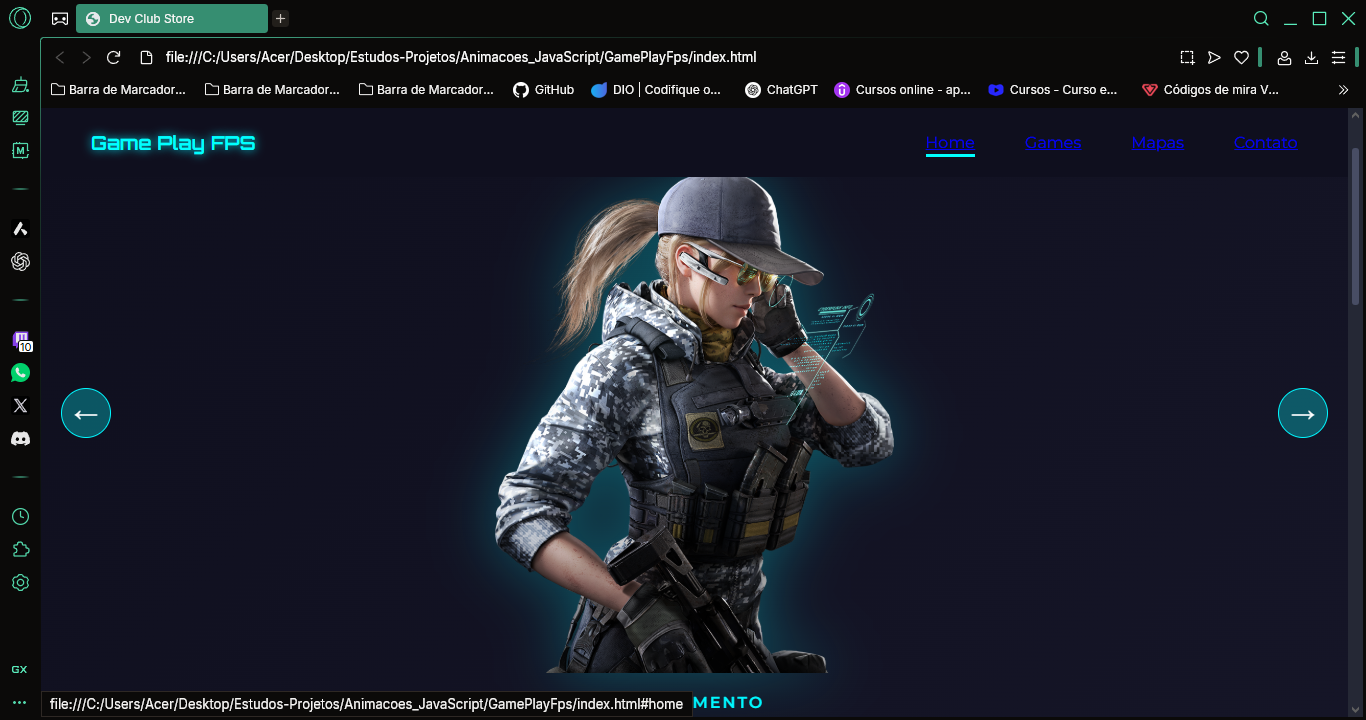 Dev Club Store
file:///C:/Users/Acer/Desktop/Estudos-Projetos/Animacoes_JavaScript/GamePlayFps/index.html
Barra de Marcador... Barra de Marcador... Barra de Marcador... GitHub DIO | Codifique o... ChatGPT Cursos online - ap... Cursos - Curso e... Códigos de mira V...
Game Play FPS Home Games Mapas Contato
M
10
←
→
GX
MENTO
file:///C:/Users/Acer/Desktop/Estudos-Projetos/Animacoes_JavaScript/GamePlayFps/index.html#home